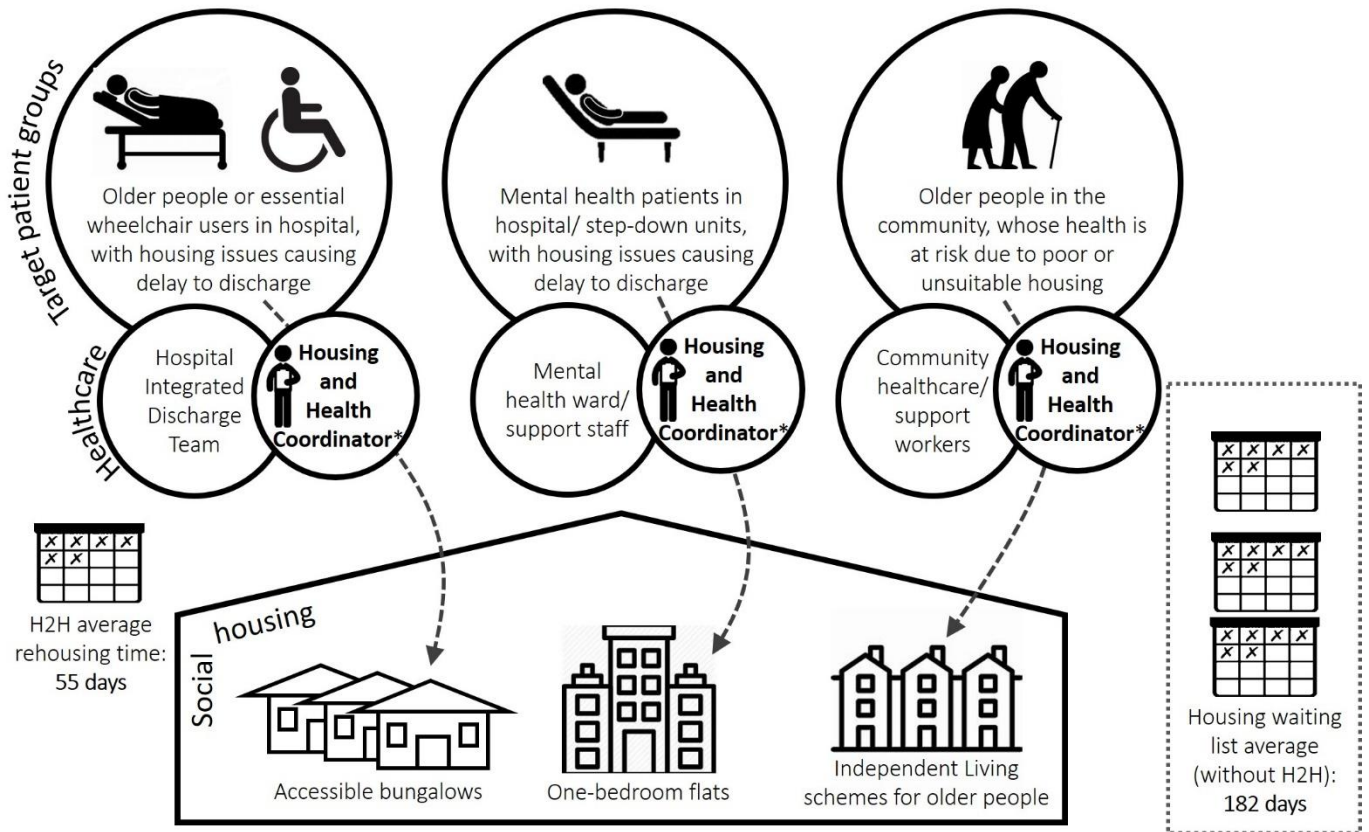 Target patient groups
Older people or essential
wheelchair users in hospital,
with housing issues causing
delay to discharge
Mental health patients in
hospital/ step-down units,
with housing issues causing
delay to discharge
Older people in the
community, whose health is
at risk due to poor or
unsuitable housing
Healthcare
Hospital
Integrated
Discharge
Team
Housing
and
Health
Coordinator*
Mental
health ward/
support staff
Housing
and
Health
Coordinator*
Community
healthcare/
support
workers
Housing
and
Health
Coordinator*
H2H average
rehousing time:
55 days
Social housing
Accessible bungalows
One-bedroom flats
Independent Living
schemes for older people
Housing waiting
list average
(without H2H):
182 days